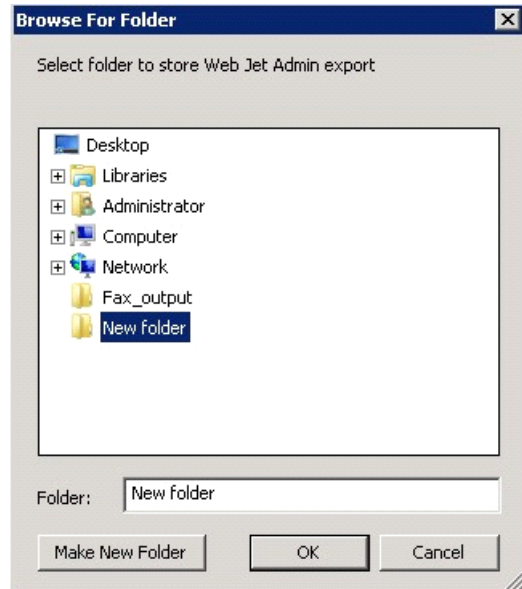 Browse For Folder
Select folder to store Web Jet Admin export
Desktop
Libraries
Administrator
Computer
Network
Fax_output
New folder
Folder: New folder
Make New Folder OK Cancel